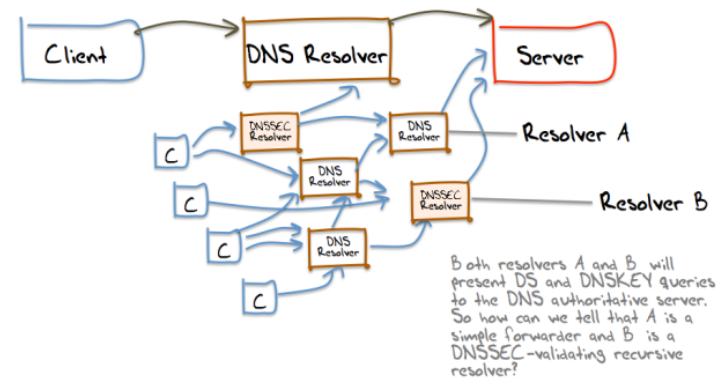 Client
DNS Resolver
Server
DNSSEC
Resolver
DNS
Resolver
Resolver A
C
DNS
Resolver
C
DNSSEC
Resolver
Resolver B
C
DNS
Resolver
C
Both resolvers A and B will
present DS and DNSKEY queries
to the DNS authoritative server.
So how can we tell that A is a
simple forwarder and B is a
DNSSEC-validating recursive
resolver?